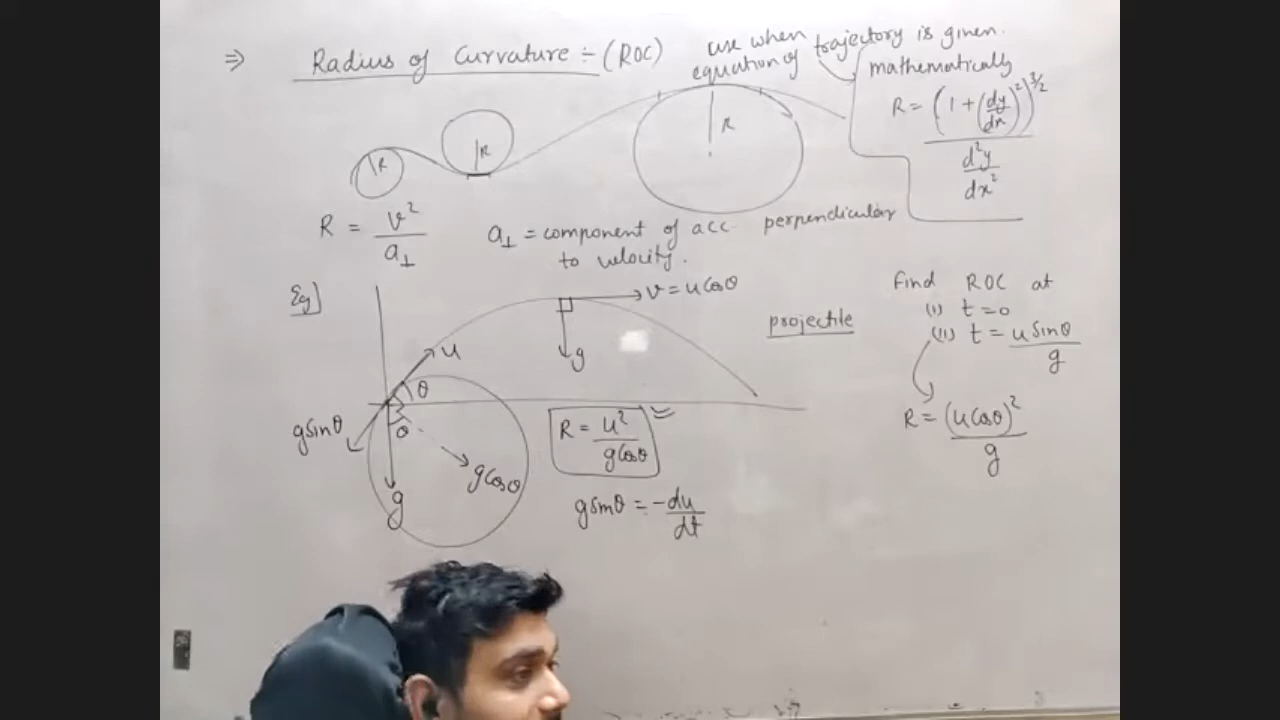 ⇒ Radius of Curvature :- (ROC)
use when
equation of trajectory is given
mathematically
R = (1 + (dy/dx)²)^3/2
d²y/dx²
R
R
R
R = v²/a⊥
a⊥ = component of acc. perpendicular
to velocity.
Eg]
v = u cosθ
g
u
θ
projectile
Find ROC at
(i) t = 0
(ii) t = u sinθ/g
R = (u cosθ)²/g
g sinθ
θ
g cosθ
g
R = u²/g cosθ
g sinθ = -du/dt